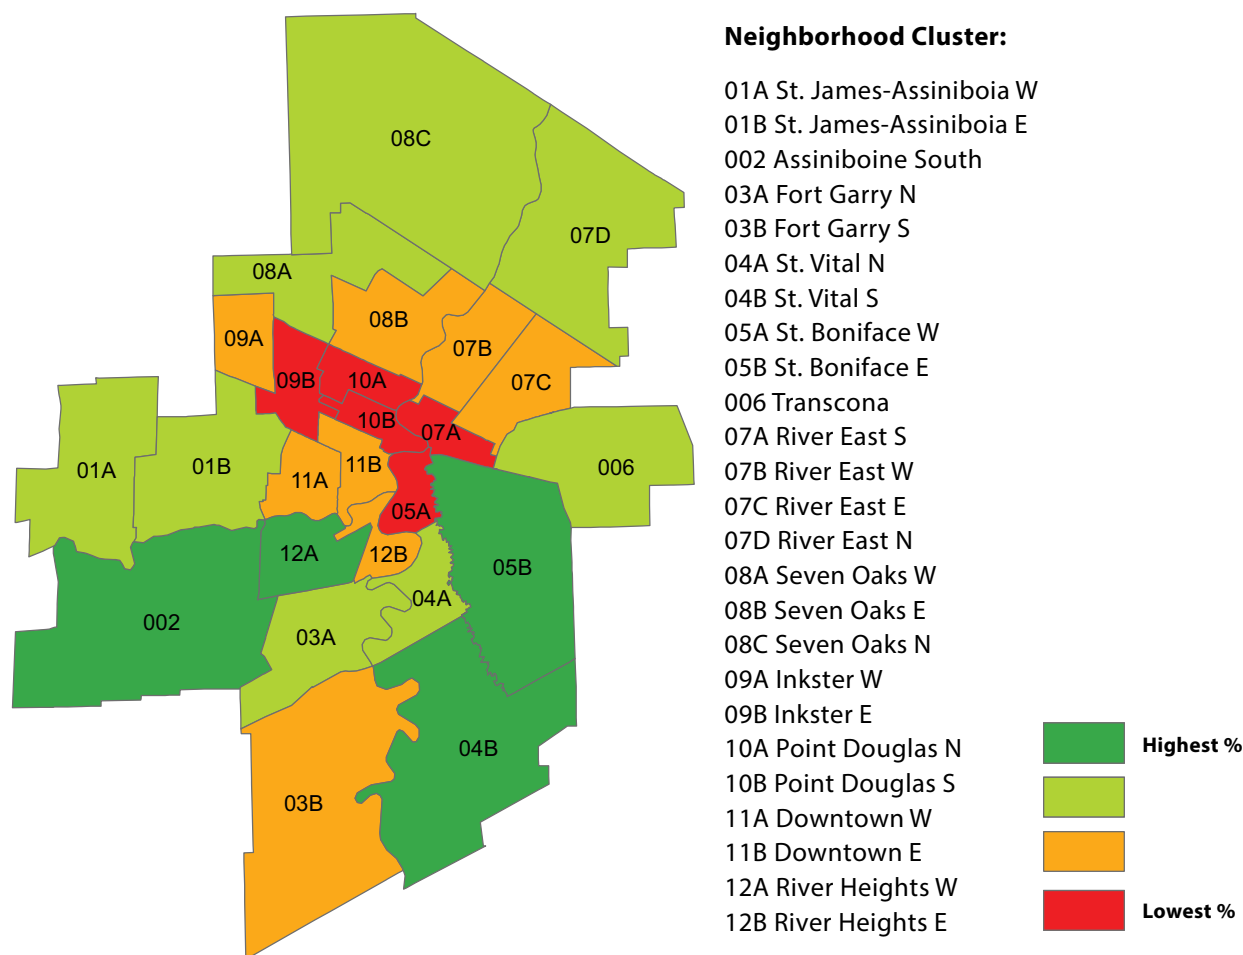 08C
07D
08A
08B
09A
07B
09B
10A
07C
10B
07A
01A
01B
11A
11B
006
05A
12A
12B
05B
002
04A
03A
04B
03B
Neighborhood Cluster:
01A St. James-Assiniboia W
01B St. James-Assiniboia E
002 Assiniboine South
03A Fort Garry N
03B Fort Garry S
04A St. Vital N
04B St. Vital S
05A St. Boniface W
05B St. Boniface E
006 Transcona
07A River East S
07B River East W
07C River East E
07D River East N
08A Seven Oaks W
08B Seven Oaks E
08C Seven Oaks N
09A Inkster W
09B Inkster E
10A Point Douglas N
10B Point Douglas S
11A Downtown W
11B Downtown E
12A River Heights W
12B River Heights E
Highest %
Lowest %